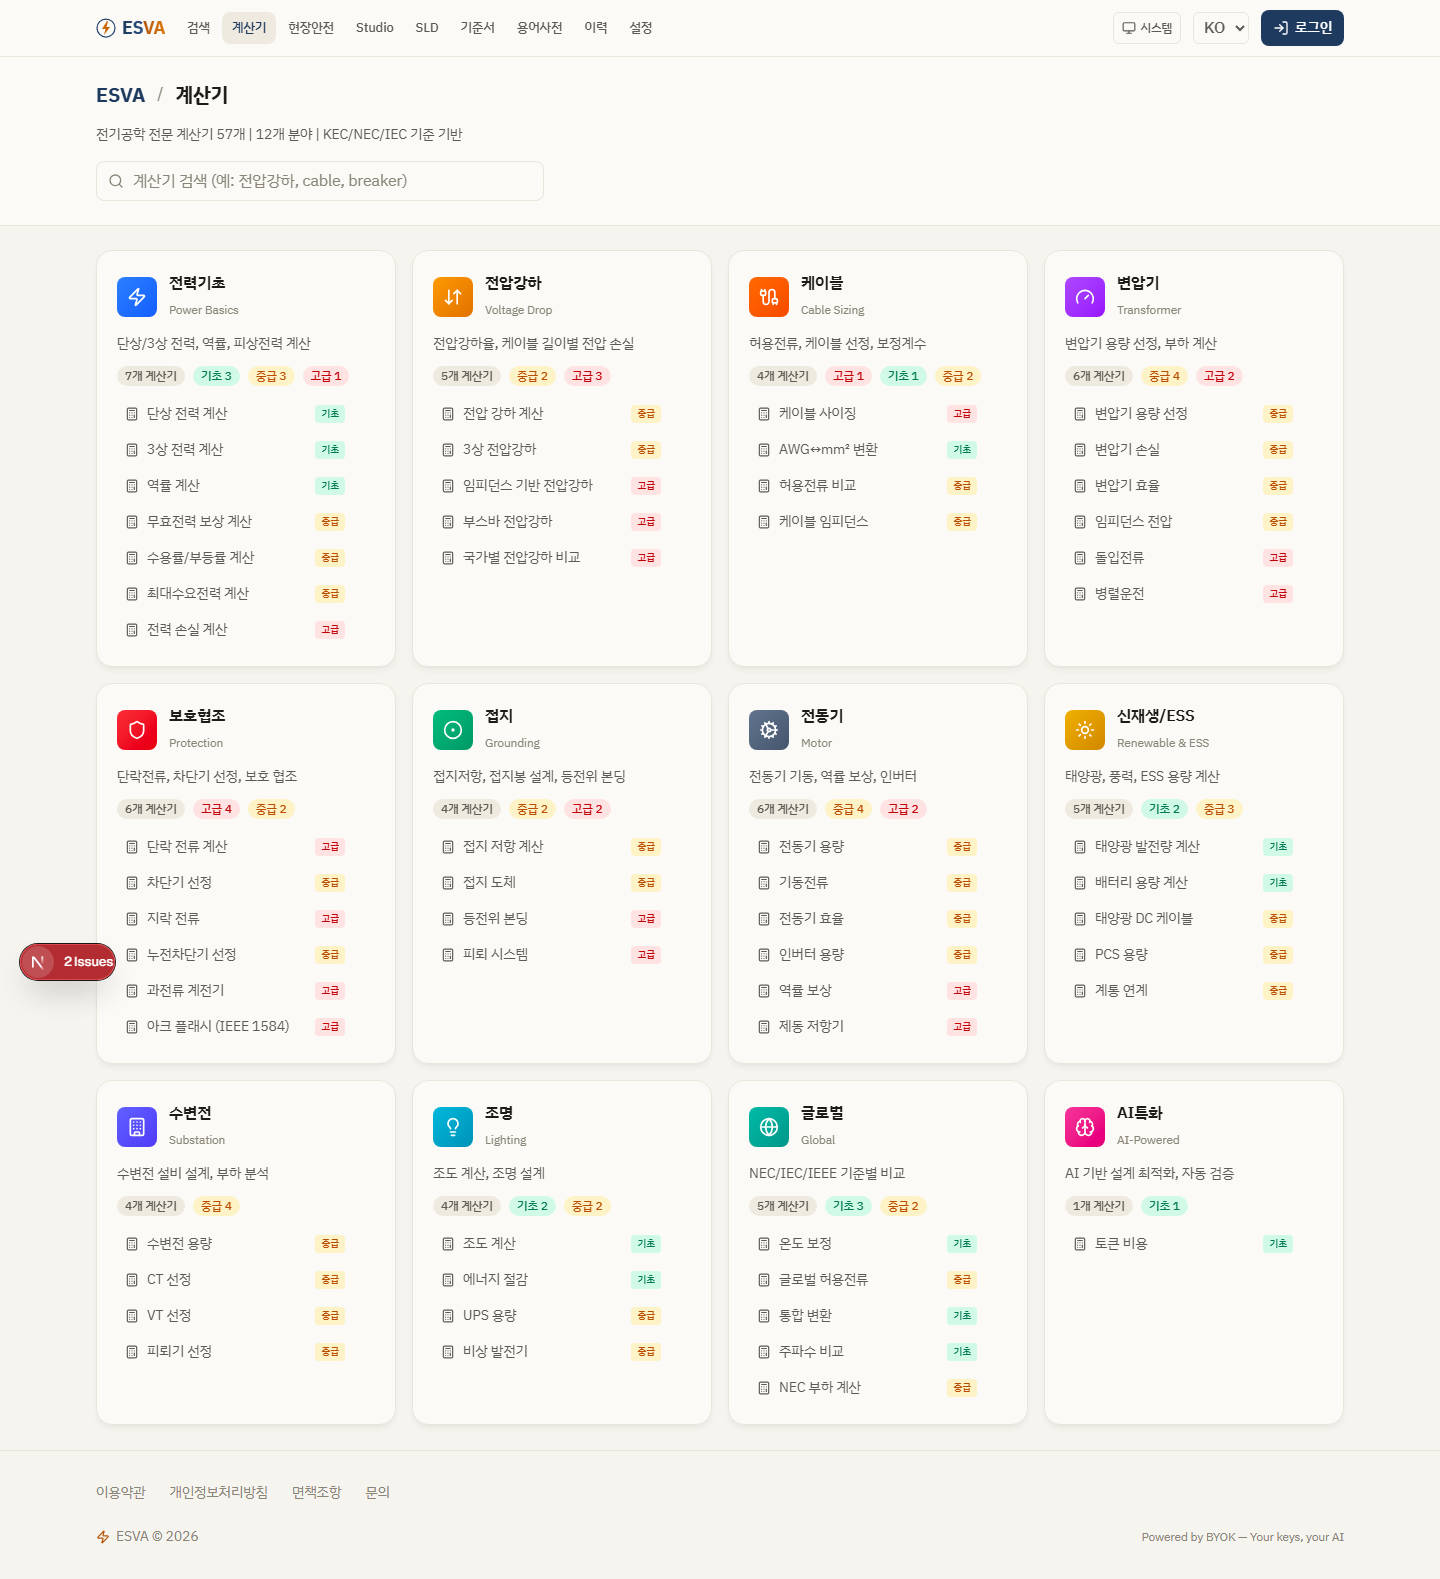 ESVA 검색 계산기 현장안전 Studio SLD 기준서 용어사전 이력 설정 시스템 KO 로그인
ESVA / 계산기
전기공학 전문 계산기 57개 | 12개 분야 | KEC/NEC/IEC 기준 기반
계산기 검색 (예: 전압강하, cable, breaker)
전력기초
Power Basics
단상/3상 전력, 역률, 피상전력 계산
7개 계산기 기초 3 중급 3 고급 1
단상 전력 계산 기초
3상 전력 계산 기초
역률 계산 기초
무효전력 보상 계산 중급
수용률/부등률 계산 중급
최대수요전력 계산 중급
전력 손실 계산 고급
전압강하
Voltage Drop
전압강하율, 케이블 길이별 전압 손실
5개 계산기 중급 2 고급 3
전압 강하 계산 중급
3상 전압강하 중급
임피던스 기반 전압강하 고급
부스바 전압강하 고급
국가별 전압강하 비교 고급
케이블
Cable Sizing
허용전류, 케이블 선정, 보정계수
4개 계산기 고급 1 기초 1 중급 2
케이블 사이징 고급
AWG↔mm² 변환 기초
허용전류 비교 중급
케이블 임피던스 중급
변압기
Transformer
변압기 용량 선정, 부하 계산
6개 계산기 중급 4 고급 2
변압기 용량 선정 중급
변압기 손실 중급
변압기 효율 중급
임피던스 전압 중급
돌입전류 고급
병렬운전 고급
보호협조
Protection
단락전류, 차단기 선정, 보호 협조
6개 계산기 고급 4 중급 2
단락 전류 계산 고급
차단기 선정 중급
지락 전류 고급
누전차단기 선정 중급
과전류 계전기 고급
아크 플래시 (IEEE 1584) 고급
접지
Grounding
접지저항, 접지봉 설계, 등전위 본딩
4개 계산기 중급 2 고급 2
접지 저항 계산 중급
접지 도체 중급
등전위 본딩 고급
피뢰 시스템 고급
전동기
Motor
전동기 기동, 역률 보상, 인버터
6개 계산기 중급 4 고급 2
전동기 용량 중급
기동전류 중급
전동기 효율 중급
인버터 용량 중급
역률 보상 고급
제동 저항기 고급
신재생/ESS
Renewable & ESS
태양광, 풍력, ESS 용량 계산
5개 계산기 기초 2 중급 3
태양광 발전량 계산 기초
배터리 용량 계산 기초
태양광 DC 케이블 중급
PCS 용량 중급
계통 연계 중급
N 2 Issues
수변전
Substation
수변전 설비 설계, 부하 분석
4개 계산기 중급 4
수변전 용량 중급
CT 선정 중급
VT 선정 중급
피뢰기 선정 중급
조명
Lighting
조도 계산, 조명 설계
4개 계산기 기초 2 중급 2
조도 계산 기초
에너지 절감 기초
UPS 용량 중급
비상 발전기 중급
글로벌
Global
NEC/IEC/IEEE 기준별 비교
5개 계산기 기초 3 중급 2
온도 보정 기초
글로벌 허용전류 중급
통합 변환 기초
주파수 비교 기초
NEC 부하 계산 중급
AI특화
AI-Powered
AI 기반 설계 최적화, 자동 검증
1개 계산기 기초 1
토큰 비용 기초
이용약관 개인정보처리방침 면책조항 문의
ESVA © 2026
Powered by BYOK — Your keys, your AI